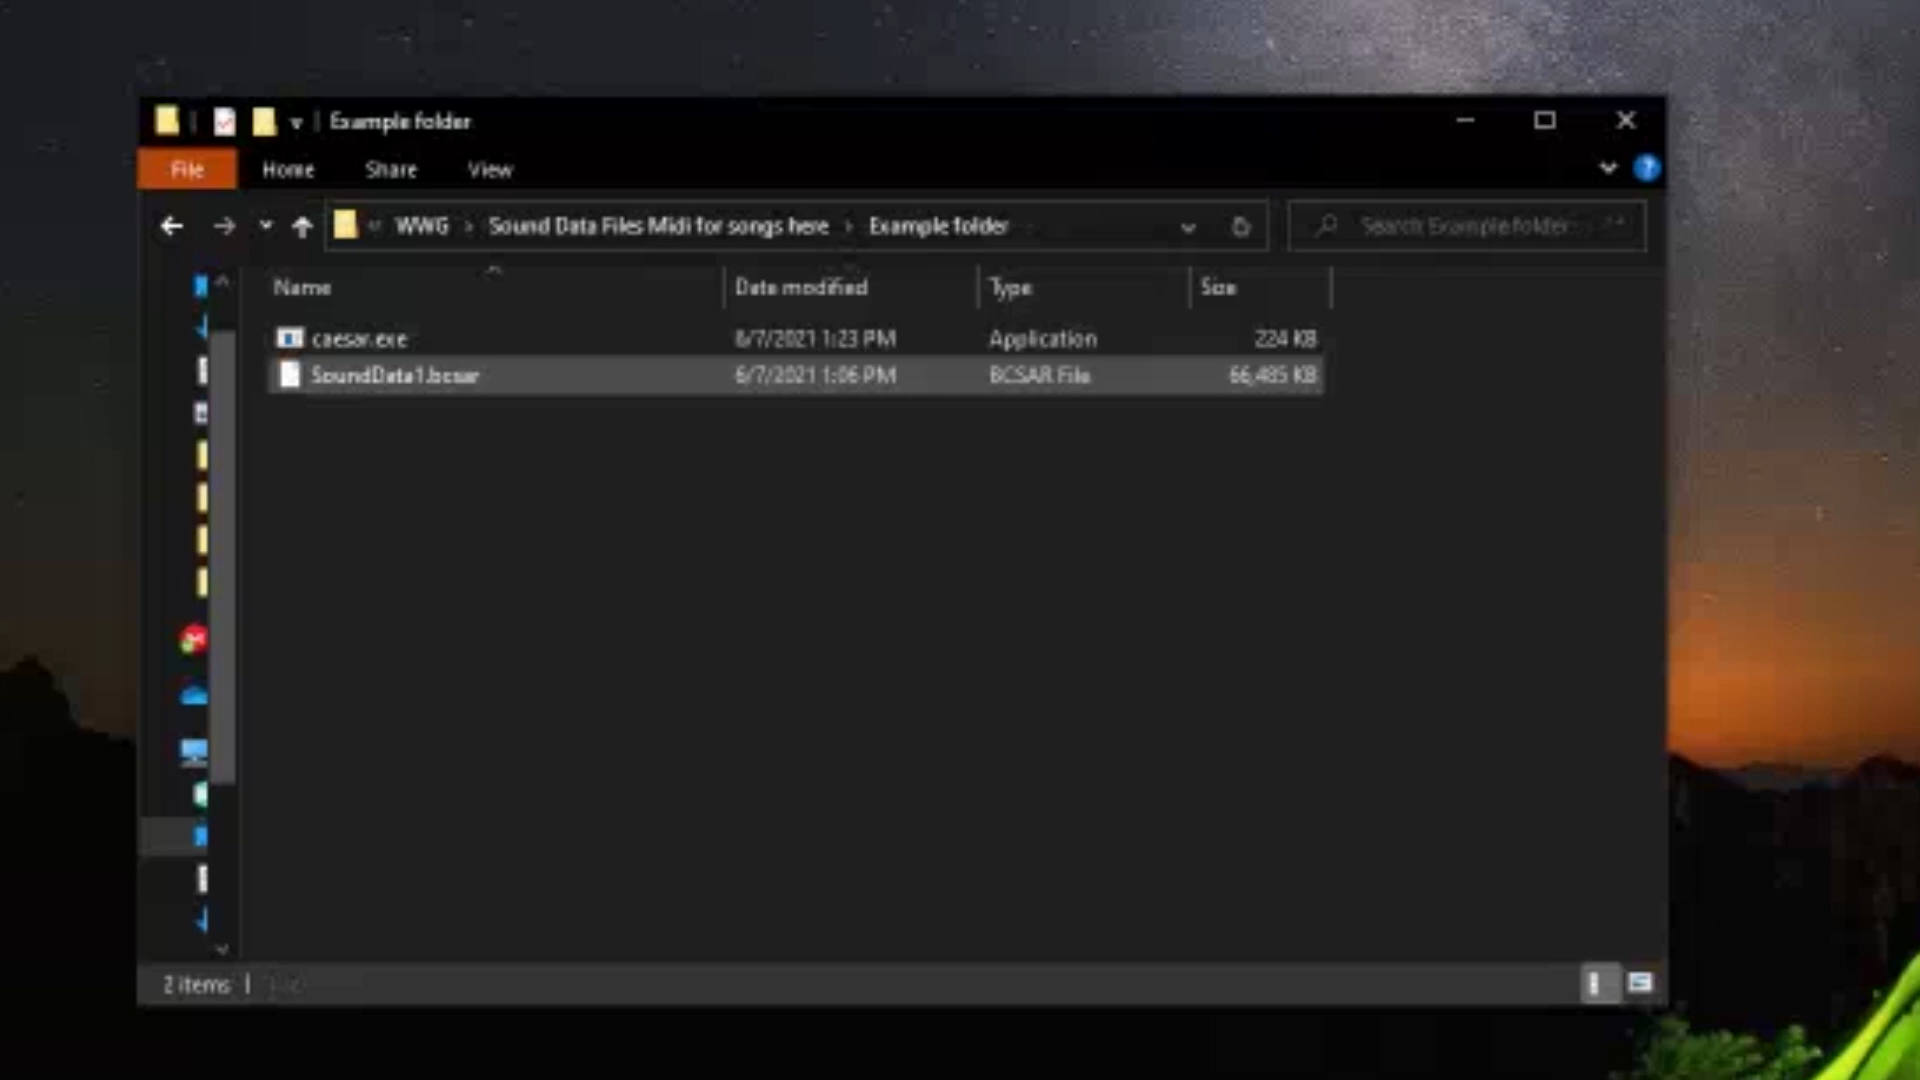 Example folder
File Home Share View
WWG > Sound Data Files Midi for songs here > Example folder Search Example folder
Name Date modified Type Size
caesar.exe 6/7/2021 1:23 PM Application 224 KB
SoundData1.bcsar 6/7/2021 1:06 PM BCSAR File 66,485 KB
2 items